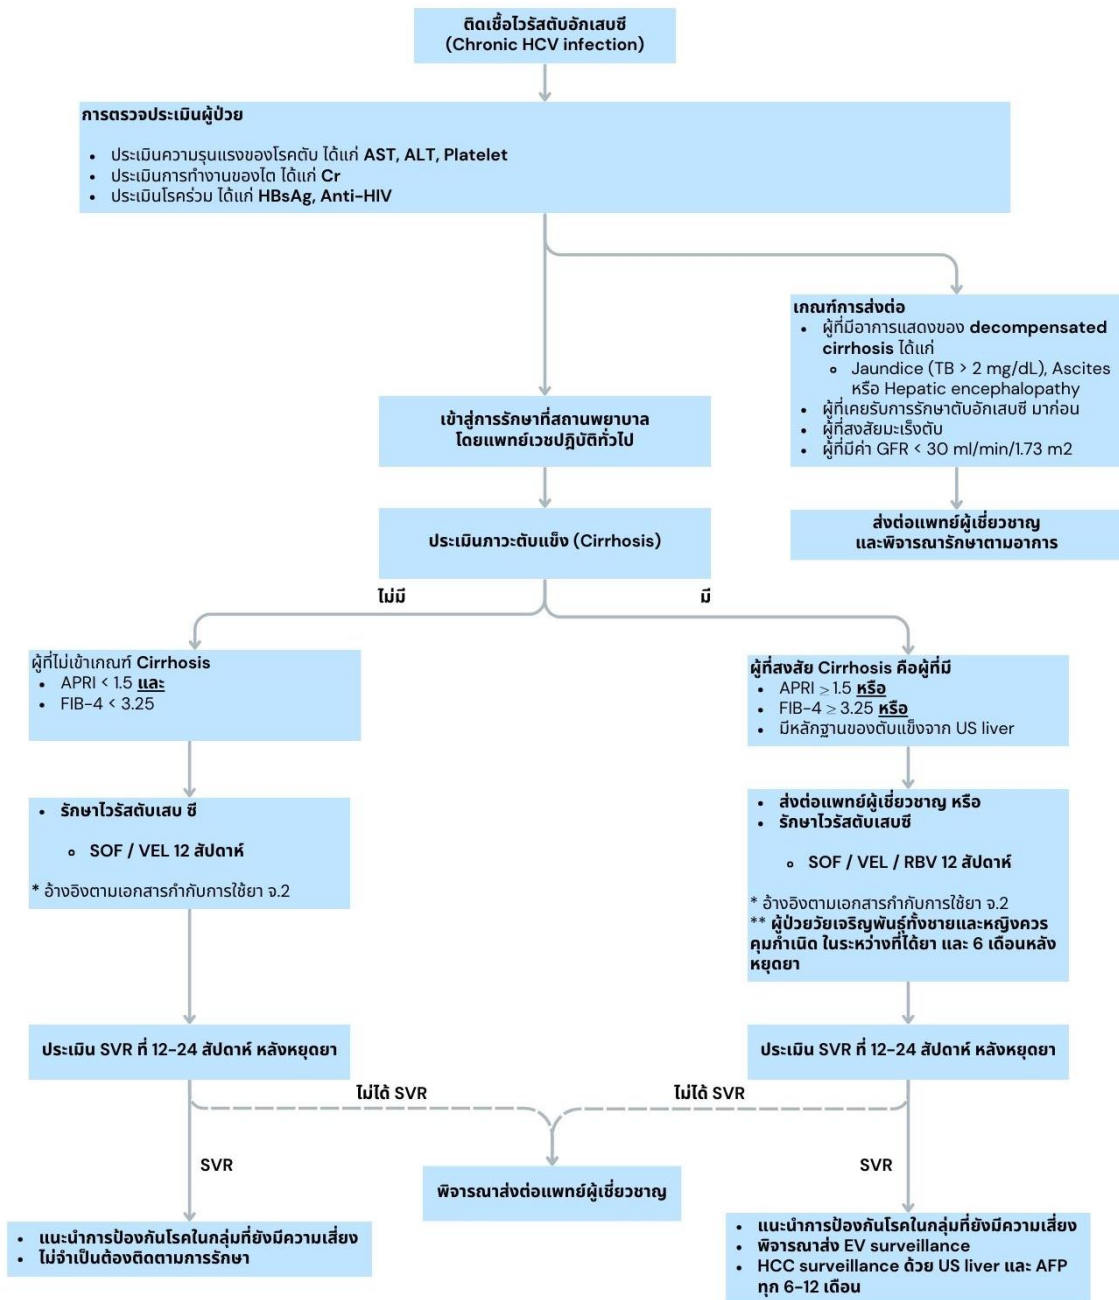 ติดเชื้อไวรัสตับอักเสบซี
(Chronic HCV infection)
การตรวจประเมินผู้ป่วย
• ประเมินความรุนแรงของโรคตับ ได้แก่ AST, ALT, Platelet
• ประเมินการทำงานของไต ได้แก่ Cr
• ประเมินโรคร่วม ได้แก่ HBsAg, Anti-HIV
เกณฑ์การส่งต่อ
• ผู้ที่มีอาการแสดงของ decompensated
cirrhosis ได้แก่
Jaundice (TB > 2 mg/dL), Ascites
หรือ Hepatic encephalopathy
• ผู้ที่เคยรับการรักษาตับอักเสบซี มาก่อน
• ผู้ที่สงสัยมะเร็งตับ
• ผู้ที่มีค่า GFR < 30 ml/min/1.73 m2
เข้าสู่การรักษาที่สถานพยาบาล
โดยแพทย์เวชปฎิบัติทั่วไป
ส่งต่อแพทย์ผู้เชี่ยวชาญ
และพิจารณารักษาตามอาการ
ประเมินภาวะตับแข็ง (Cirrhosis)
ไม่มี
มี
ผู้ที่ไม่เข้าเกณฑ์ Cirrhosis
• APRI < 1.5 และ
• FIB-4 < 3.25
ผู้ที่สงสัย Cirrhosis คือผู้ที่มี
• APRI ≥ 1.5 หรือ
• FIB-4 ≥ 3.25 หรือ
• มีหลักฐานของตับแข็งจาก US liver
• รักษาไวรัสตับเสบ ซี
SOF / VEL 12 สัปดาห์
* อ้างอิงตามเอกสารกำกับการใช้ยา จ.2
• ส่งต่อแพทย์ผู้เชี่ยวชาญ หรือ
• รักษาไวรัสตับเสบซี
SOF / VEL / RBV 12 สัปดาห์
* อ้างอิงตามเอกสารกำกับการใช้ยา จ.2
** ผู้ป่วยวัยเจริญพันธุ์ทั้งชายและหญิงควร
คุมกำเนิด ในระหว่างที่ได้ยา และ 6 เดือนหลัง
หยุดยา
ประเมิน SVR ที่ 12-24 สัปดาห์ หลังหยุดยา
ประเมิน SVR ที่ 12-24 สัปดาห์ หลังหยุดยา
ไม่ได้ SVR
ไม่ได้ SVR
SVR
SVR
พิจารณาส่งต่อแพทย์ผู้เชี่ยวชาญ
• แนะนำการป้องกันโรคในกลุ่มที่ยังมีความเสี่ยง
• ไม่จำเป็นต้องติดตามการรักษา
• แนะนำการป้องกันโรคในกลุ่มที่ยังมีความเสี่ยง
• พิจารณาส่ง EV surveillance
• HCC surveillance ด้วย US liver และ AFP
ทุก 6-12 เดือน